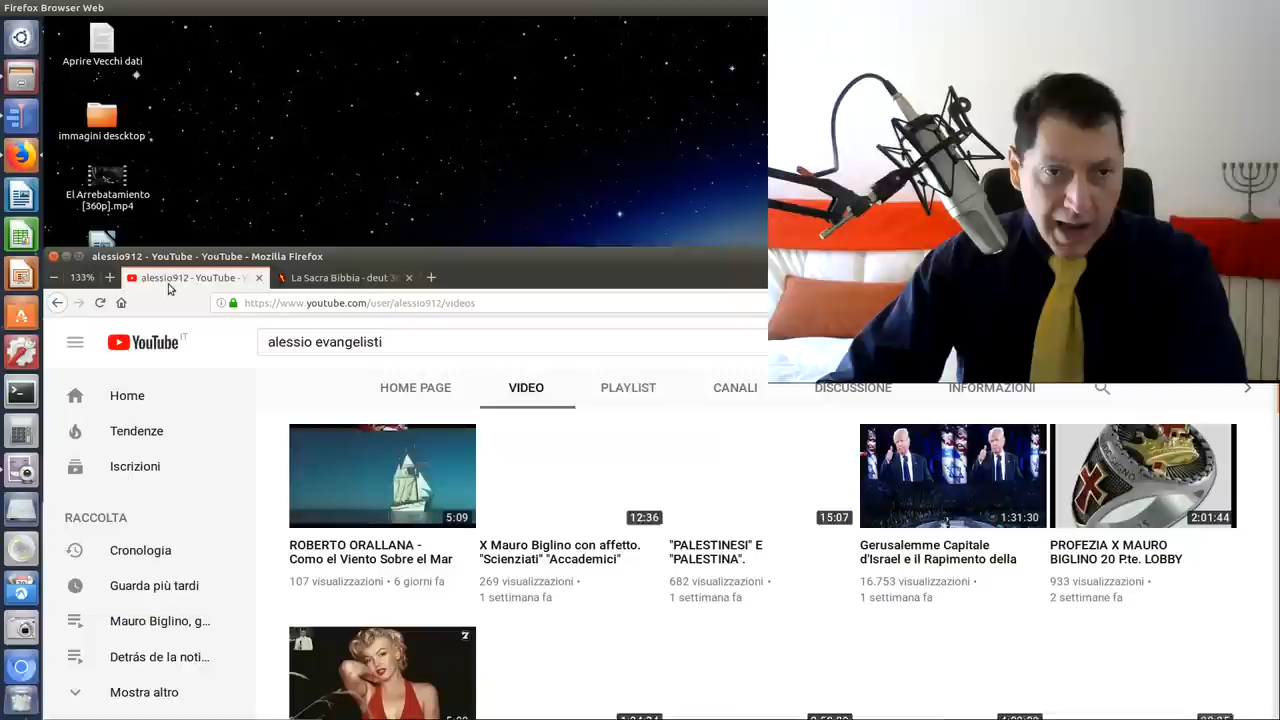 Firefox Browser Web
Aprire Vecchi dati
immagini descktop
El Arrebatamiento
[360p].mp4
alessio912 - YouTube - YouTube - Mozilla Firefox
133%
alessio912 - YouTube - Y
La Sacra Bibbia - deut 3
https://www.youtube.com/user/alessio912/videos
YouTube IT
alessio evangelisti
HOME PAGE VIDEO PLAYLIST CANALI DISCUSSIONE INFORMAZIONI
Home
Tendenze
Iscrizioni
RACCOLTA
Cronologia
Guarda più tardi
Mauro Biglino, g...
Detrás de la noti...
Mostra altro
5:09
ROBERTO ORALLANA -
Como el Viento Sobre el Mar
107 visualizzazioni • 6 giorni fa
12:36
X Mauro Biglino con affetto.
"Scienziati" "Accademici"
269 visualizzazioni •
1 settimana fa
15:07
"PALESTINESI" E
"PALESTINA".
682 visualizzazioni •
1 settimana fa
1:31:30
Gerusalemme Capitale
d'Israel e il Rapimento della
16.753 visualizzazioni •
1 settimana fa
2:01:44
PROFEZIA X MAURO
BIGLINO 20 P.te. LOBBY
933 visualizzazioni •
2 settimane fa